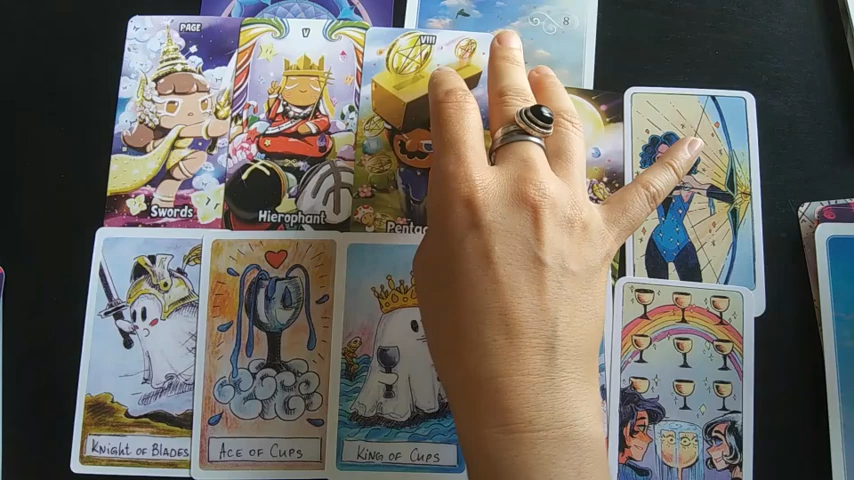 8
PAGE
V
VIII
Swords
Hierophant
Pentac
KNIGHT OF BLADES
ACE OF CUPS
KING OF CUPS